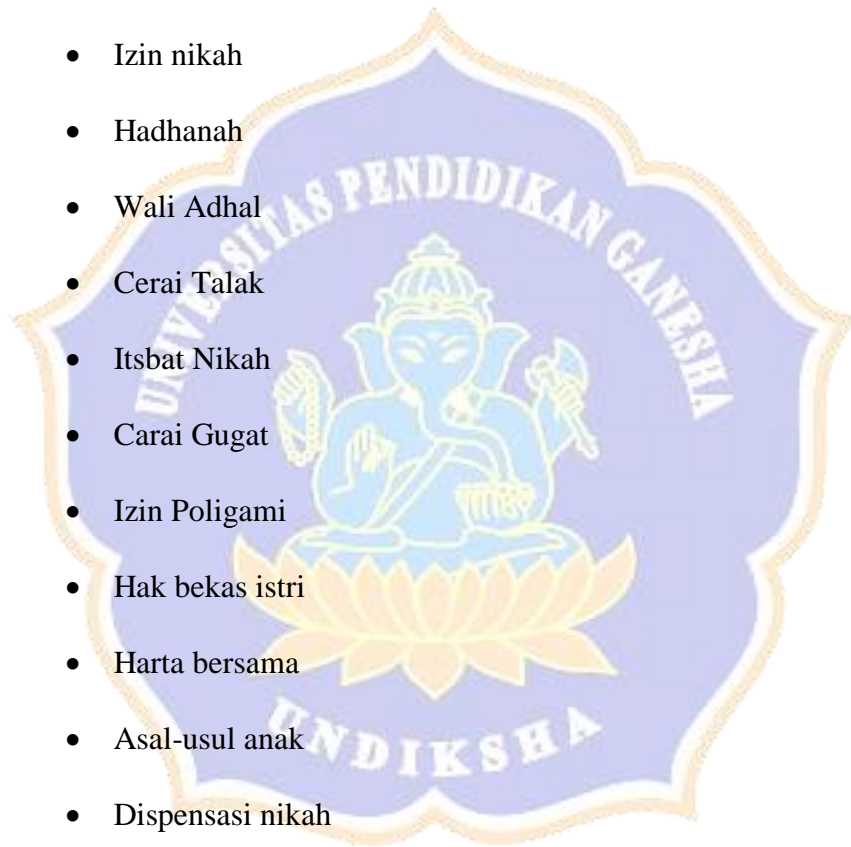 • Izin nikah
• Hadhanah
• Wali Adhal
• Cerai Talak
• Itsbat Nikah
• Carai Gugat
• Izin Poligami
• Hak bekas istri
• Harta bersama
• Asal-usul anak
• Dispensasi nikah
UNIVERSITAS PENDIDIKAN GANESHA
UNDIKSHA